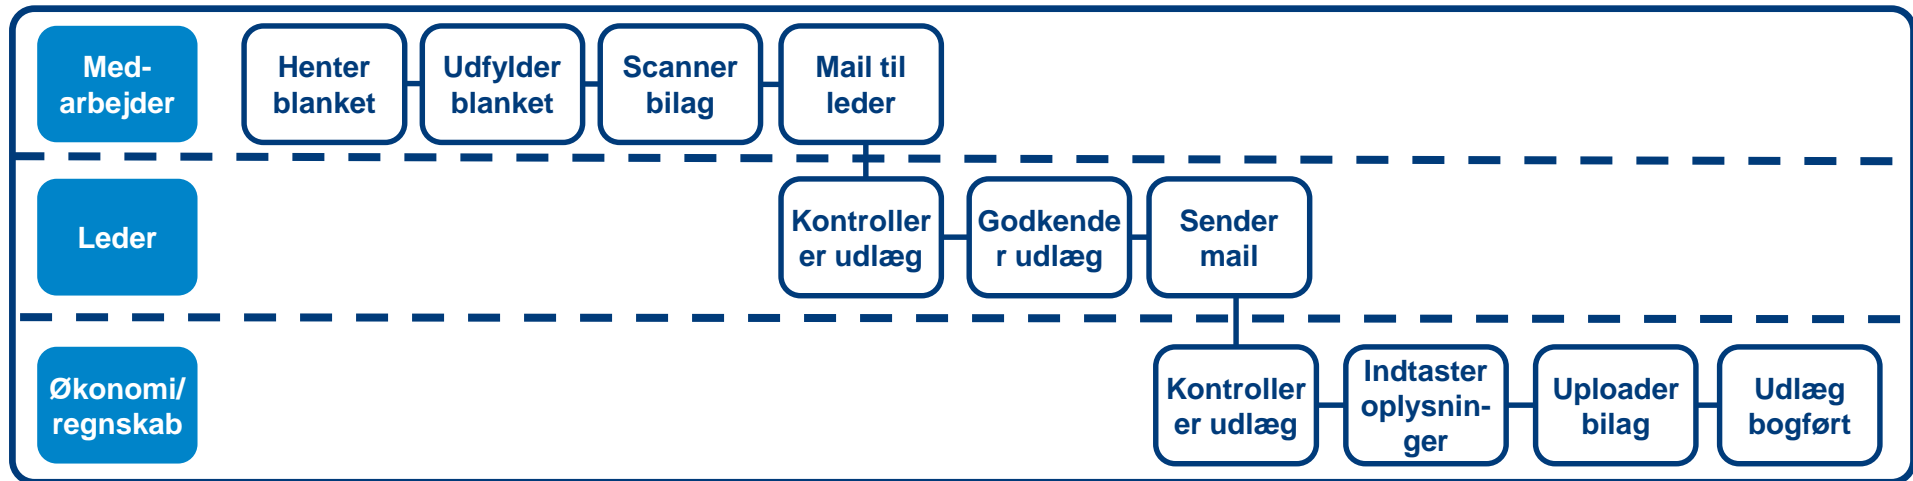 Med-
arbejder
Henter
blanket
Udfylder
blanket
Scanner
bilag
Mail til
leder
Leder
Kontroller
er udlæg
Godkende
r udlæg
Sender
mail
Økonomi/
regnskab
Kontroller
er udlæg
Indtaster
oplysnin-
ger
Uploader
bilag
Udlæg
bogført